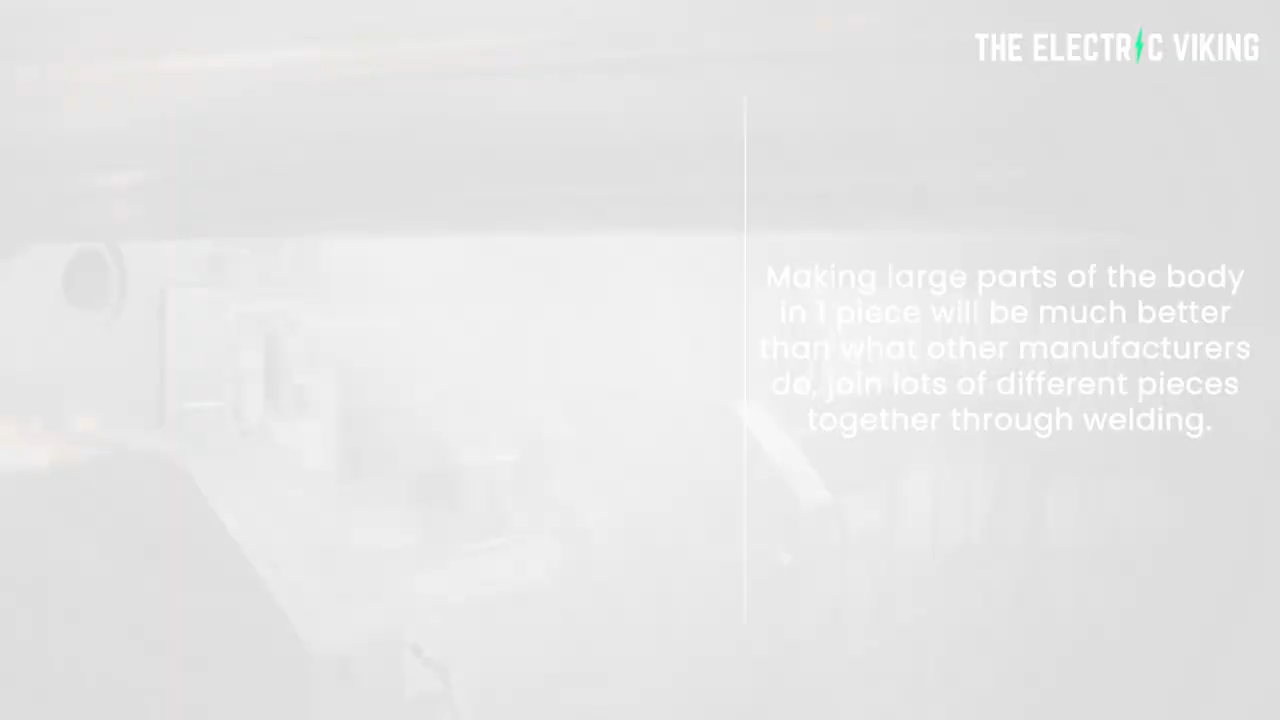 THE ELECTRIC VIKING
Making large parts of the body
in 1 piece will be much better
than what other manufacturers
do, join lots of different pieces
together through welding.